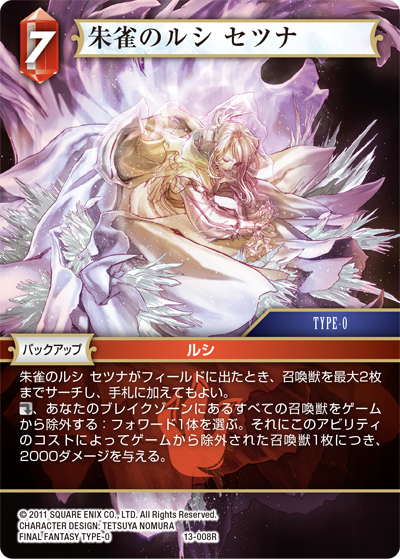 7
朱雀のルシ セツナ
TYPE-0
バックアップ
ルシ
朱雀のルシ セツナがフィールドに出たとき、召喚獣を最大2枚
までサーチし、手札に加えてもよい。
、あなたのブレイクゾーンにあるすべての召喚獣をゲーム
から除外する：フォワード1体を選ぶ。それにこのアビリティ
のコストによってゲームから除外された召喚獣1枚につき、
2000ダメージを与える。
© 2011 SQUARE ENIX CO., LTD. All Rights Reserved.
CHARACTER DESIGN: TETSUYA NOMURA
FINAL FANTASY TYPE-0
13-008R